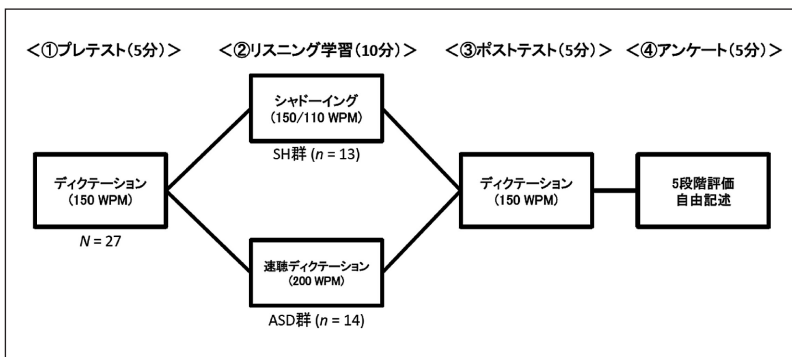 ＜①プレテスト(5分)＞
＜②リスニング学習(10分)＞
＜③ポストテスト(5分)＞
＜④アンケート(5分)＞
ディクテーション
(150 WPM)
N = 27
シャドーイング
(150/110 WPM)
SH群 (n = 13)
速聴ディクテーション
(200 WPM)
ASD群 (n = 14)
ディクテーション
(150 WPM)
5段階評価
自由記述